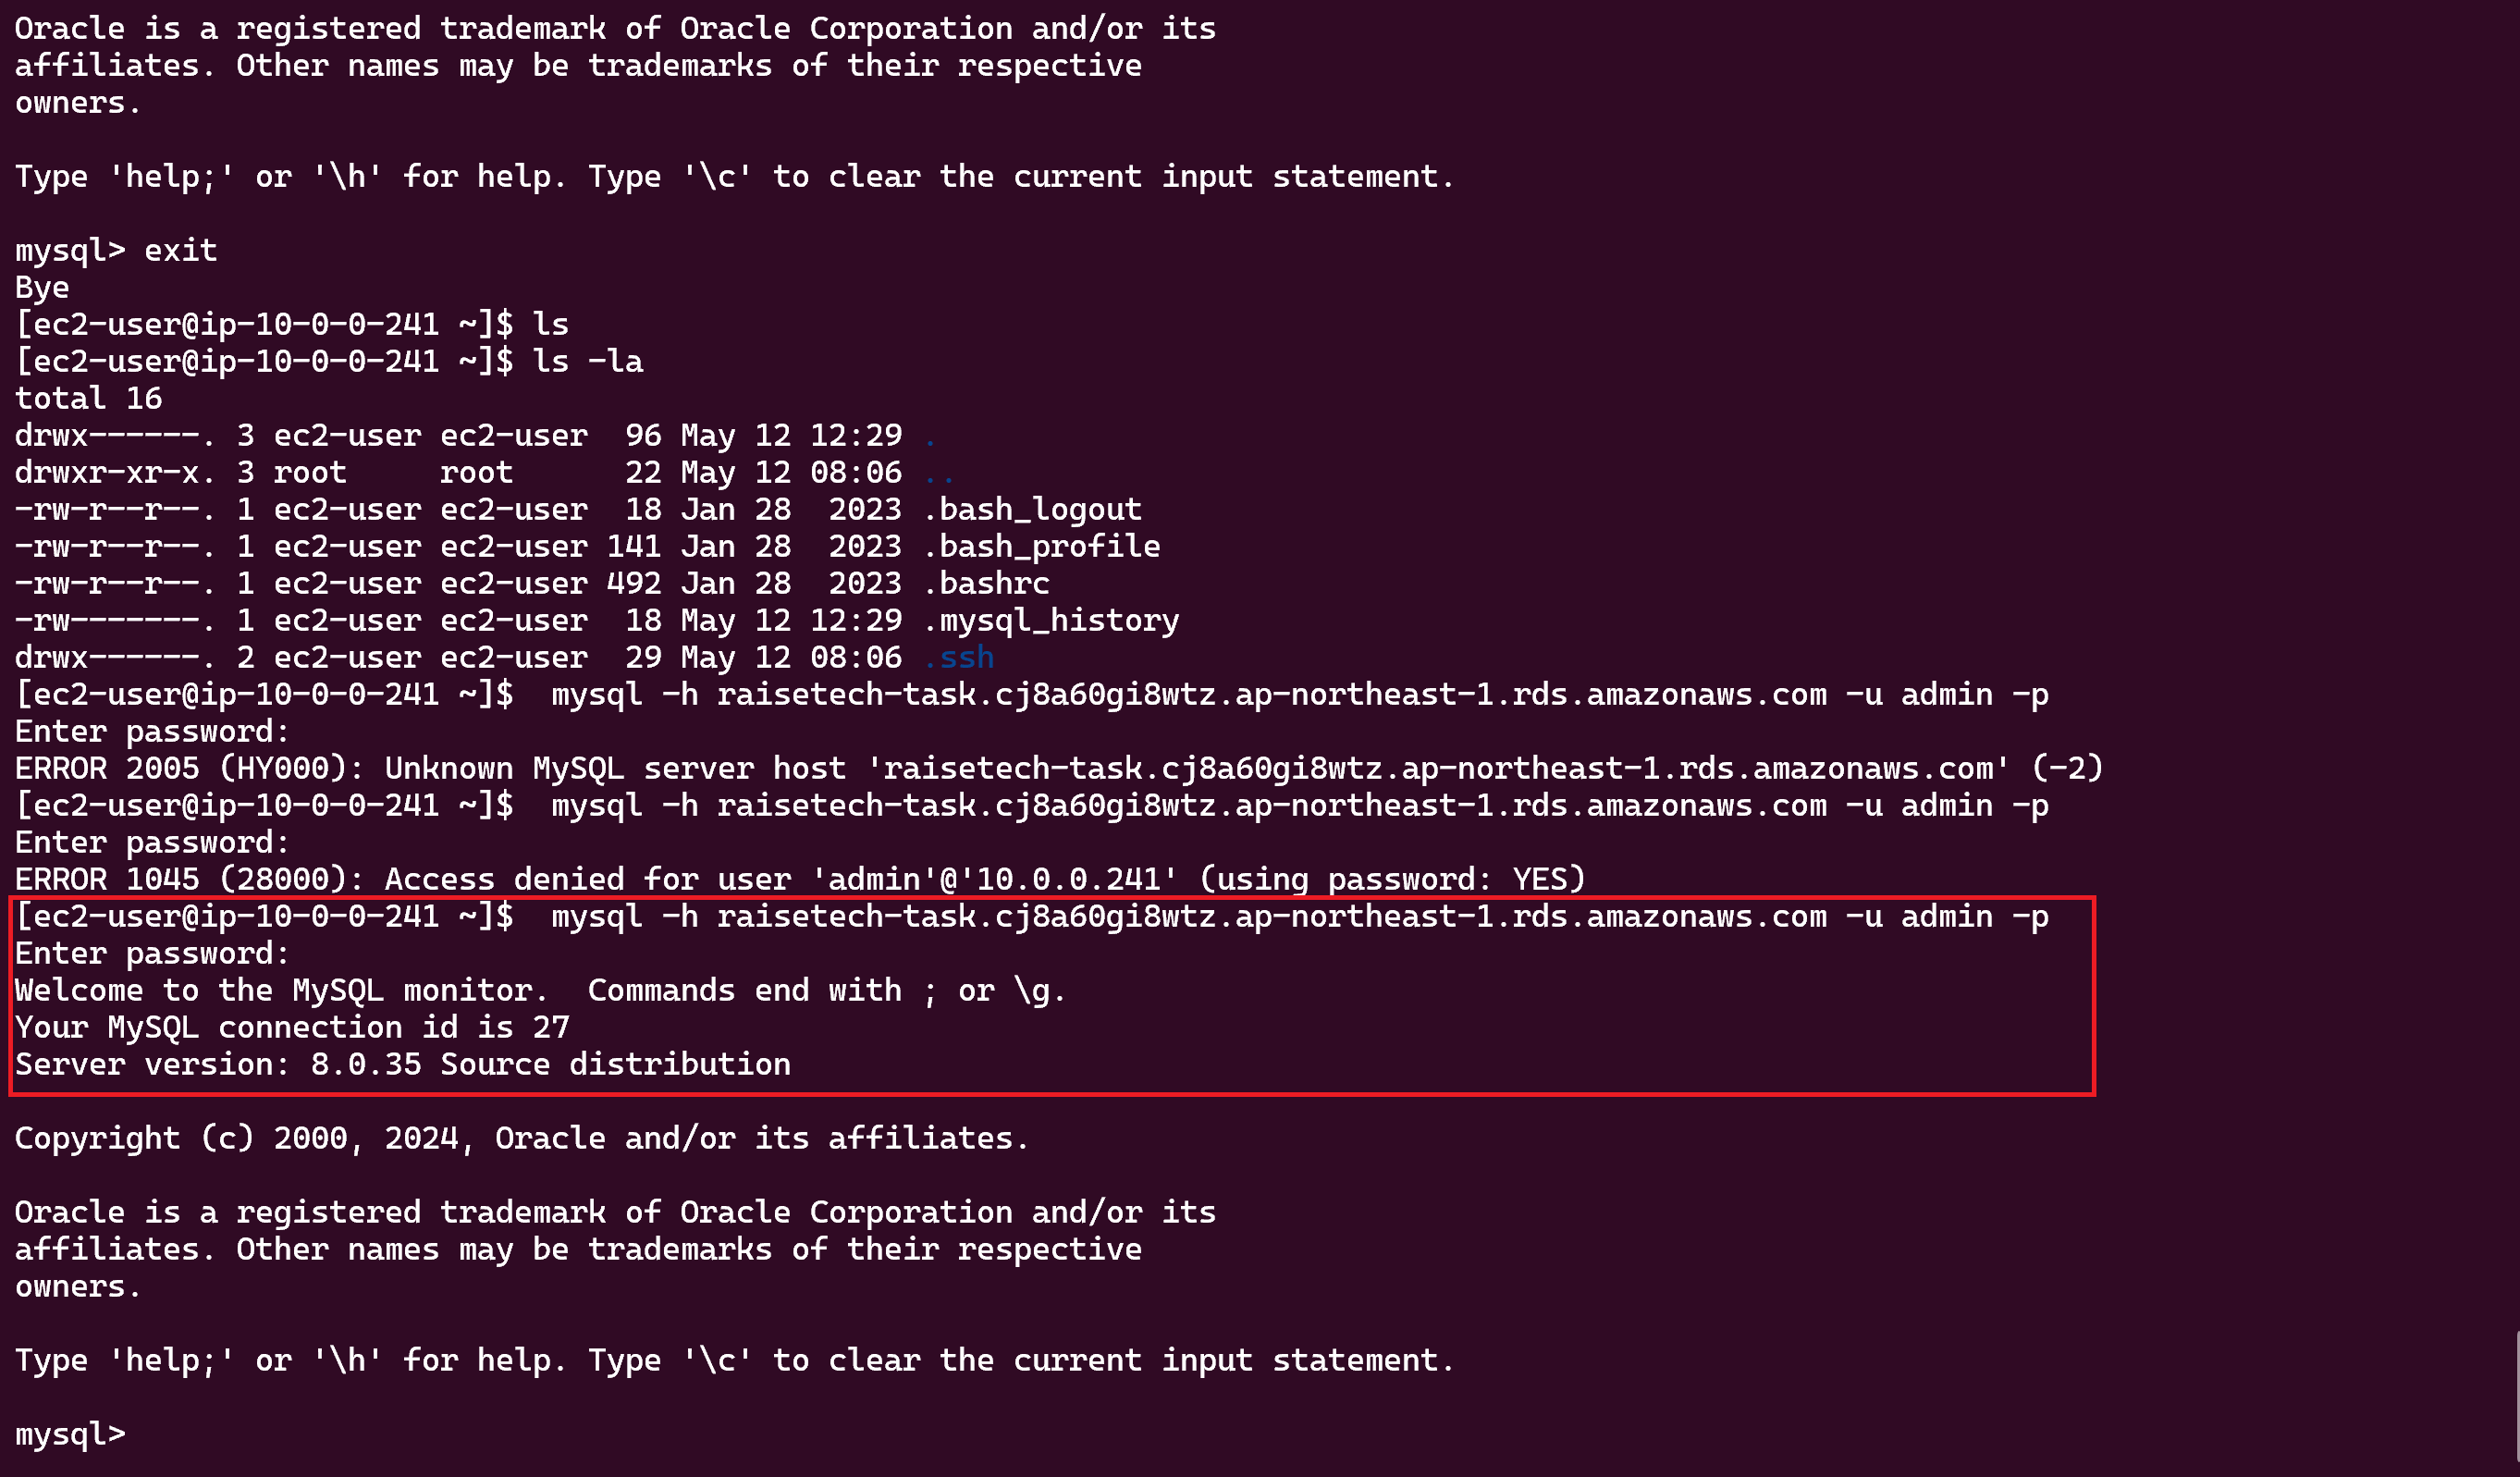 Oracle is a registered trademark of Oracle Corporation and/or its
affiliates. Other names may be trademarks of their respective
owners.
Type 'help;' or '\h' for help. Type '\c' to clear the current input statement.
mysql> exit
Bye
[ec2-user@ip-10-0-0-241 ~]$ ls
[ec2-user@ip-10-0-0-241 ~]$ ls -la
total 16
drwx------. 3 ec2-user ec2-user  96 May 12 12:29 .
drwxr-xr-x. 3 root     root      22 May 12 08:06 ..
-rw-r--r--. 1 ec2-user ec2-user  18 Jan 28  2023 .bash_logout
-rw-r--r--. 1 ec2-user ec2-user 141 Jan 28  2023 .bash_profile
-rw-r--r--. 1 ec2-user ec2-user 492 Jan 28  2023 .bashrc
-rw-------. 1 ec2-user ec2-user  18 May 12 12:29 .mysql_history
drwx------. 2 ec2-user ec2-user  29 May 12 08:06 .ssh
[ec2-user@ip-10-0-0-241 ~]$  mysql -h raisetech-task.cj8a60gi8wtz.ap-northeast-1.rds.amazonaws.com -u admin -p
Enter password:
ERROR 2005 (HY000): Unknown MySQL server host 'raisetech-task.cj8a60gi8wtz.ap-northeast-1.rds.amazonaws.com' (-2)
[ec2-user@ip-10-0-0-241 ~]$  mysql -h raisetech-task.cj8a60gi8wtz.ap-northeast-1.rds.amazonaws.com -u admin -p
Enter password:
ERROR 1045 (28000): Access denied for user 'admin'@'10.0.0.241' (using password: YES)
[ec2-user@ip-10-0-0-241 ~]$  mysql -h raisetech-task.cj8a60gi8wtz.ap-northeast-1.rds.amazonaws.com -u admin -p
Enter password:
Welcome to the MySQL monitor.  Commands end with ; or \g.
Your MySQL connection id is 27
Server version: 8.0.35 Source distribution
Copyright (c) 2000, 2024, Oracle and/or its affiliates.
Oracle is a registered trademark of Oracle Corporation and/or its
affiliates. Other names may be trademarks of their respective
owners.
Type 'help;' or '\h' for help. Type '\c' to clear the current input statement.
mysql>